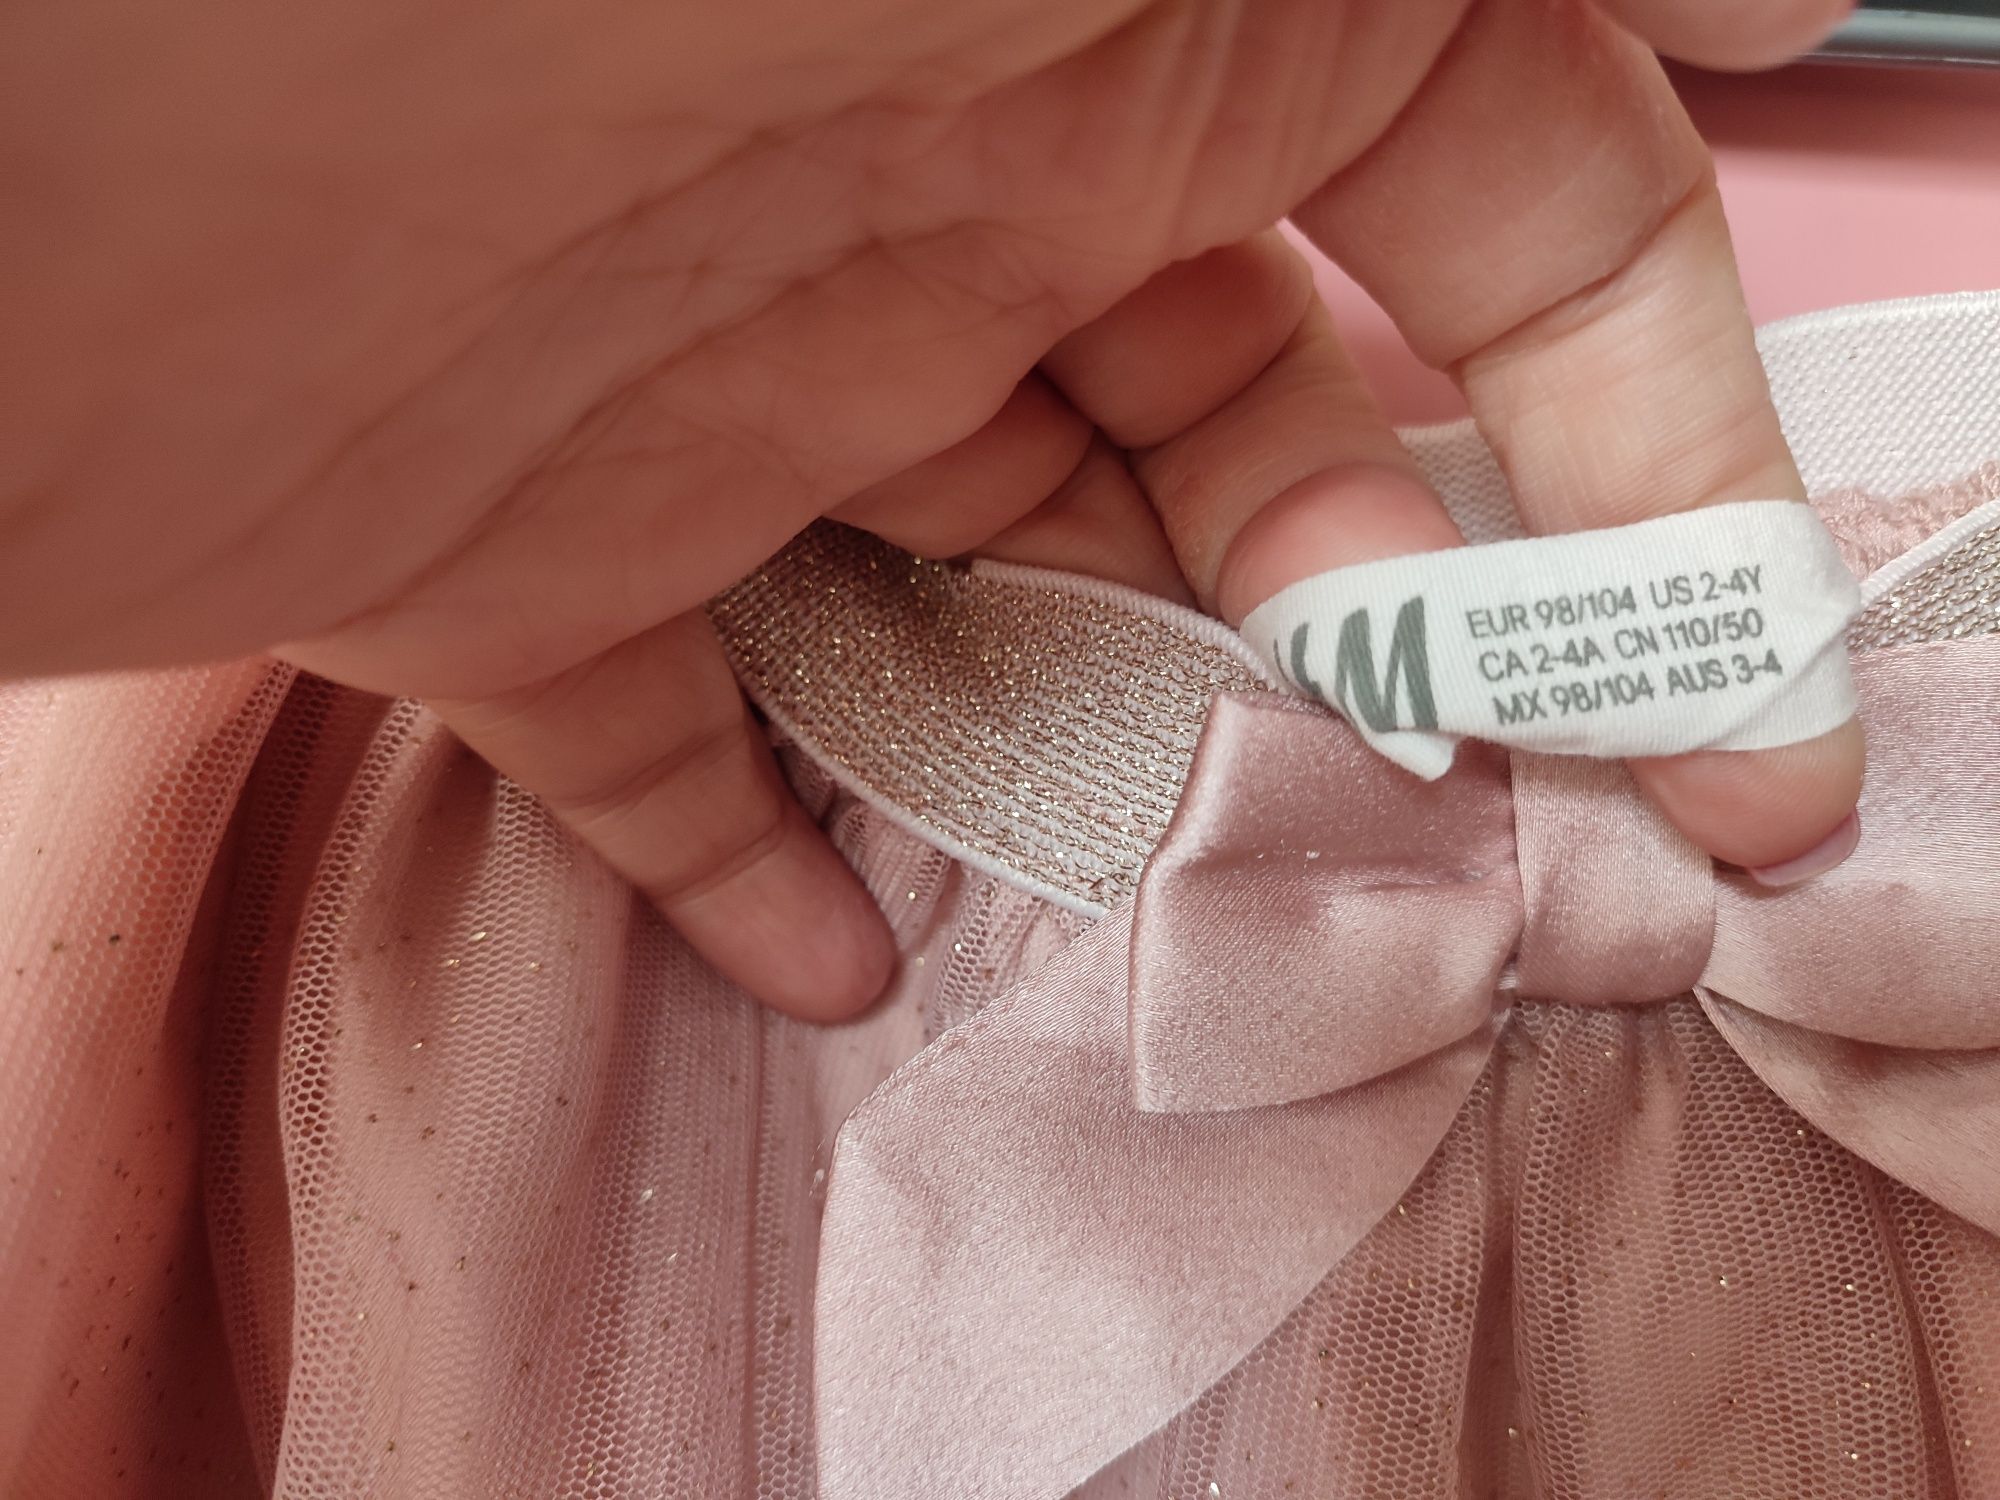 M
EUR 98/104 US 2-4Y
CA 2-4A CN 110/50
MX 98/104 AUS 3-4